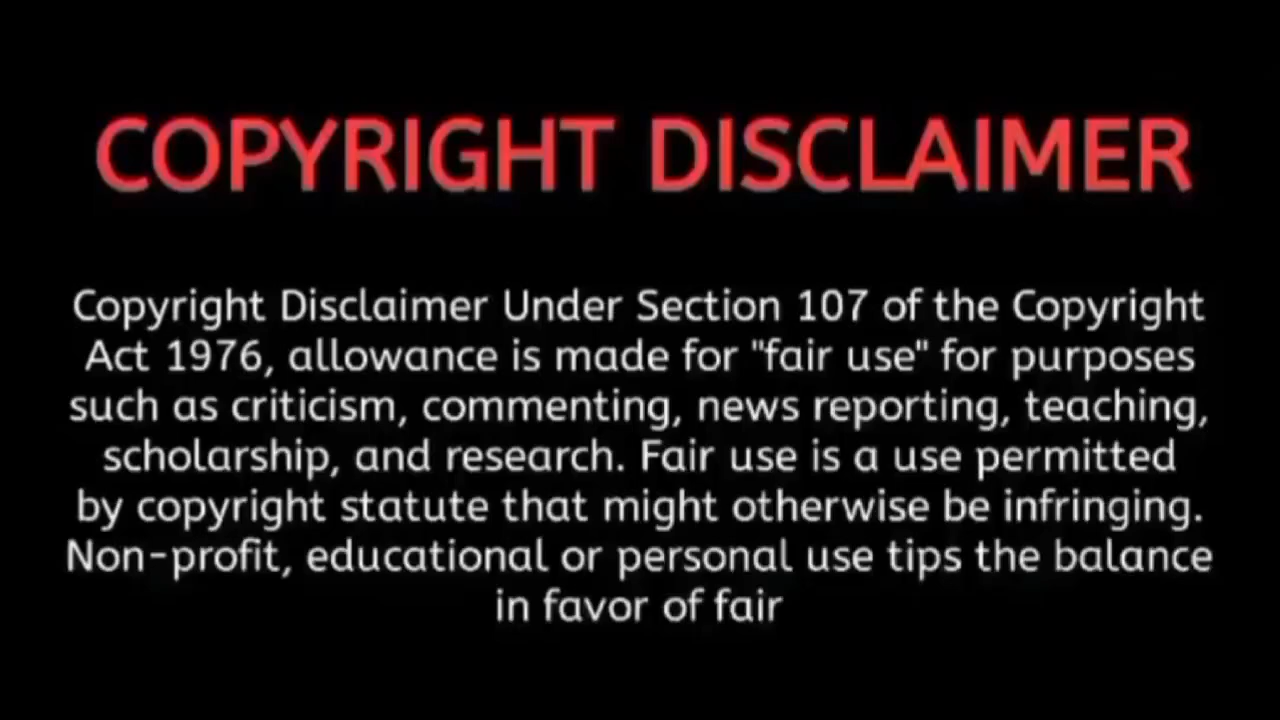 COPYRIGHT DISCLAIMER
Copyright Disclaimer Under Section 107 of the Copyright
Act 1976, allowance is made for "fair use" for purposes
such as criticism, commenting, news reporting, teaching,
scholarship, and research. Fair use is a use permitted
by copyright statute that might otherwise be infringing.
Non-profit, educational or personal use tips the balance
in favor of fair